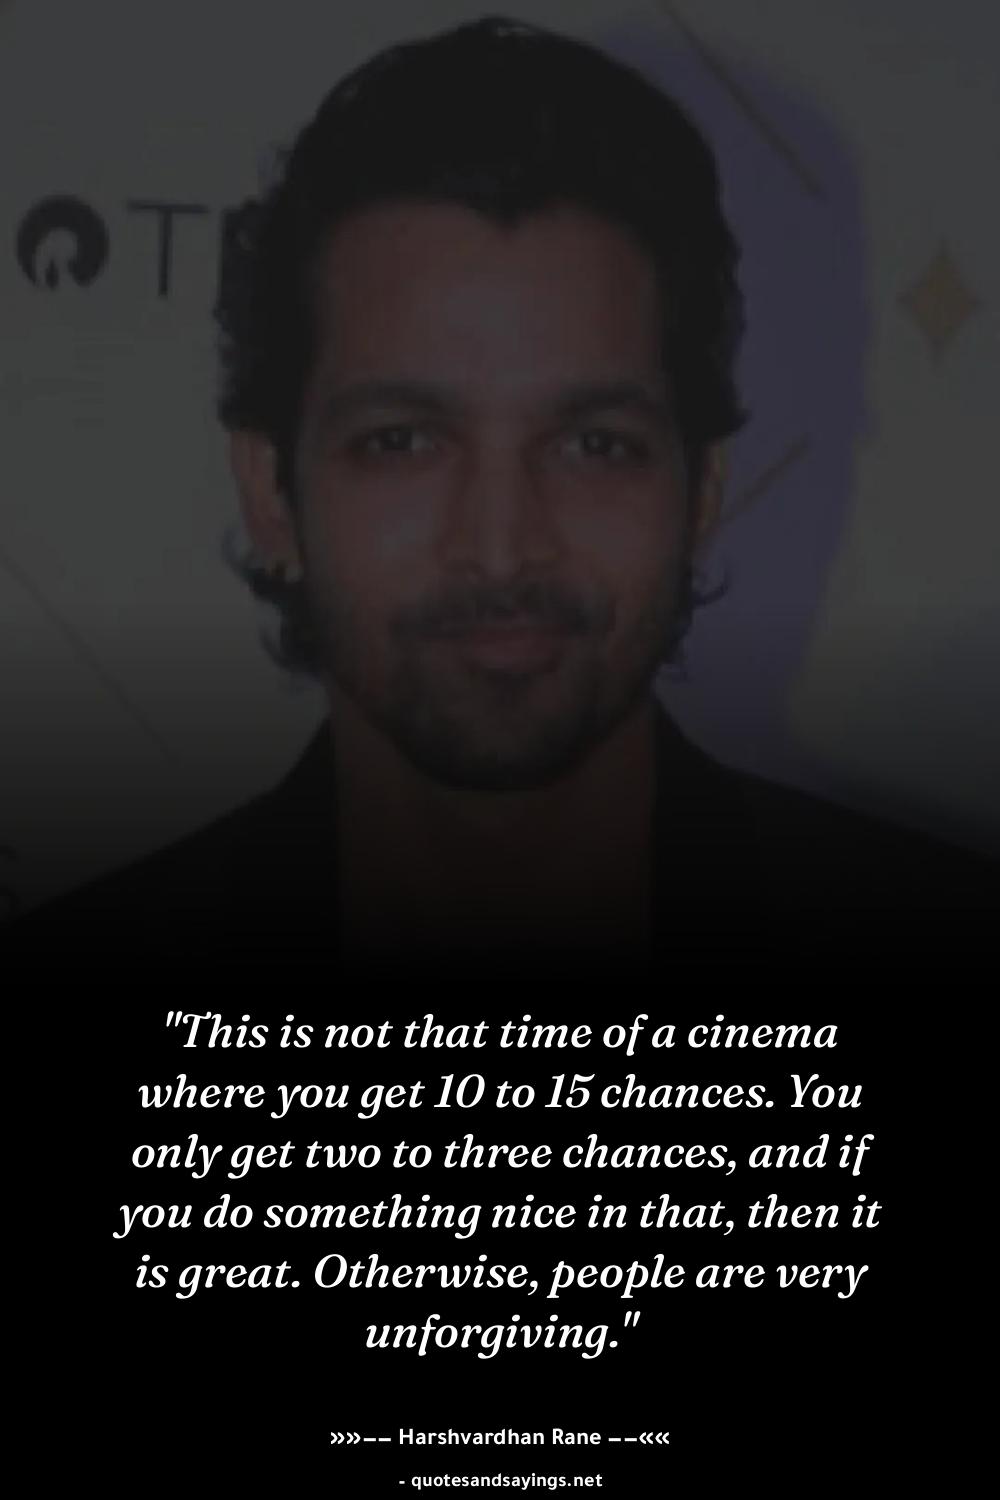 T
"This is not that time of a cinema
where you get 10 to 15 chances. You
only get two to three chances, and if
you do something nice in that, then it
is great. Otherwise, people are very
unforgiving."
»»−− Harshvardhan Rane −−««
- quotesandsayings.net